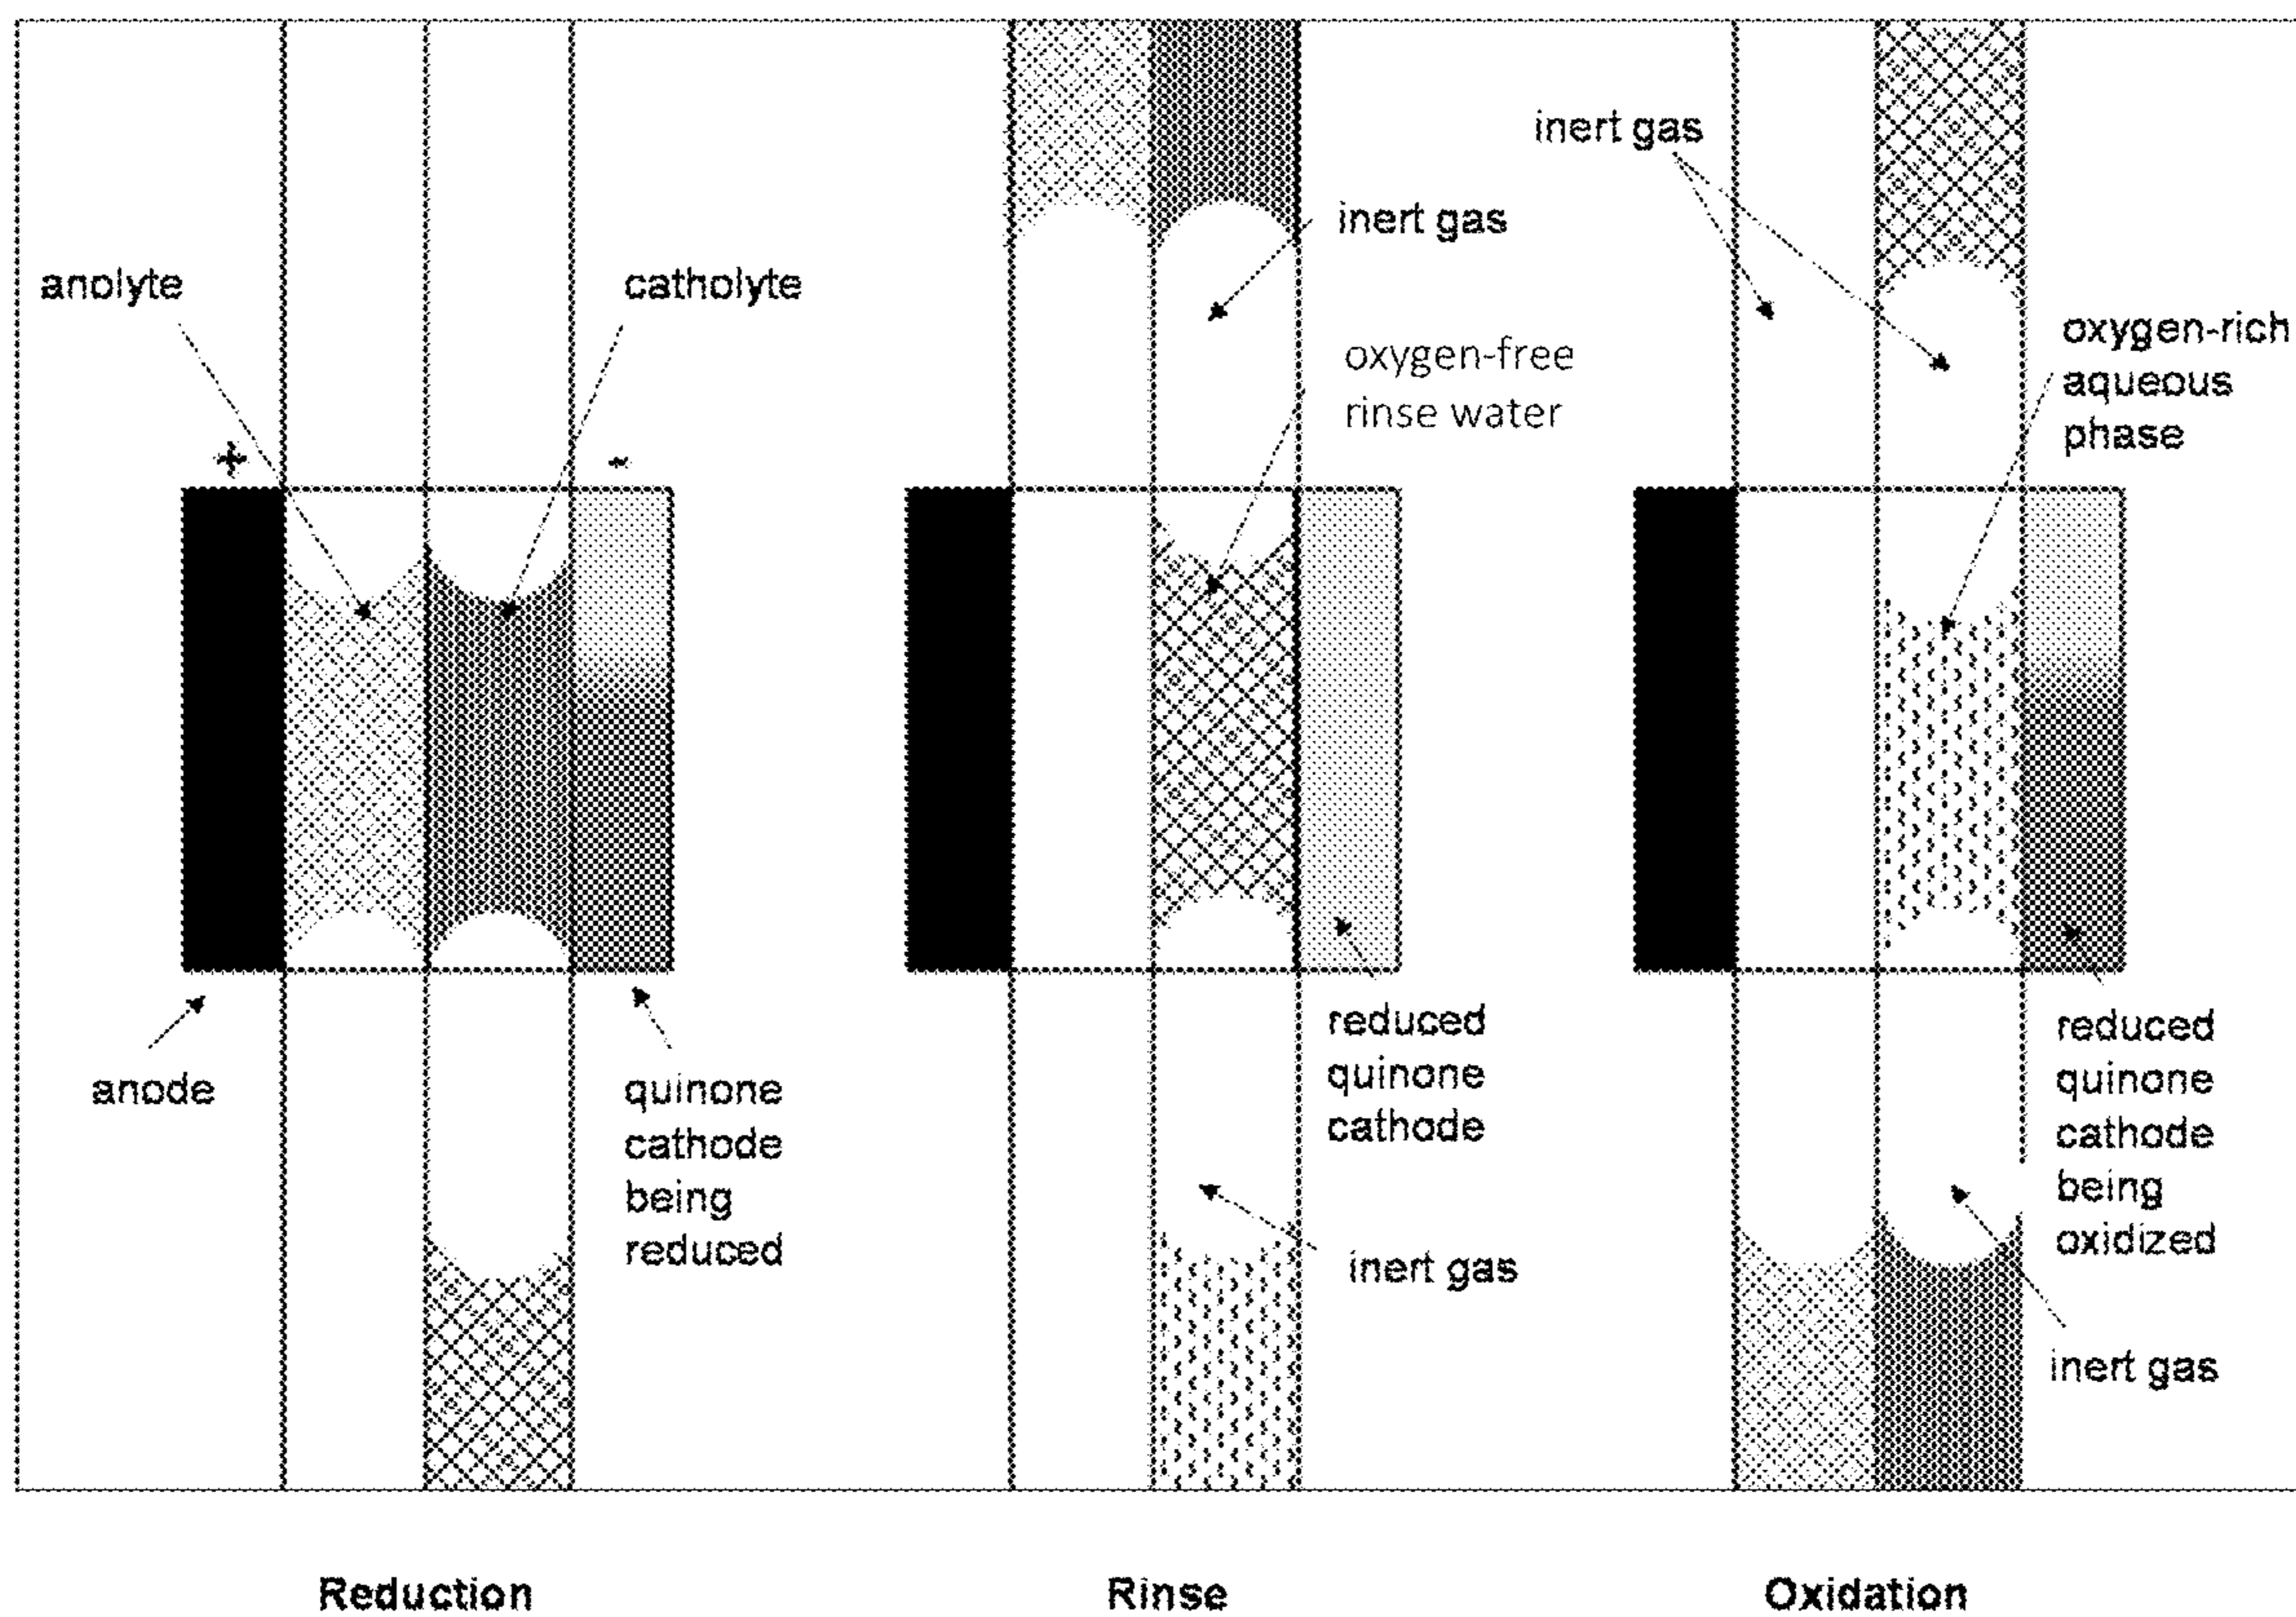 anolyte
catholyte
+
-
anode
quinone
cathode
being
reduced
inert gas
oxygen-free
rinse water
reduced
quinone
cathode
inert gas
inert gas
oxygen-rich
aqueous
phase
reduced
quinone
cathode
being
oxidized
inert gas
Reduction
Rinse
Oxidation